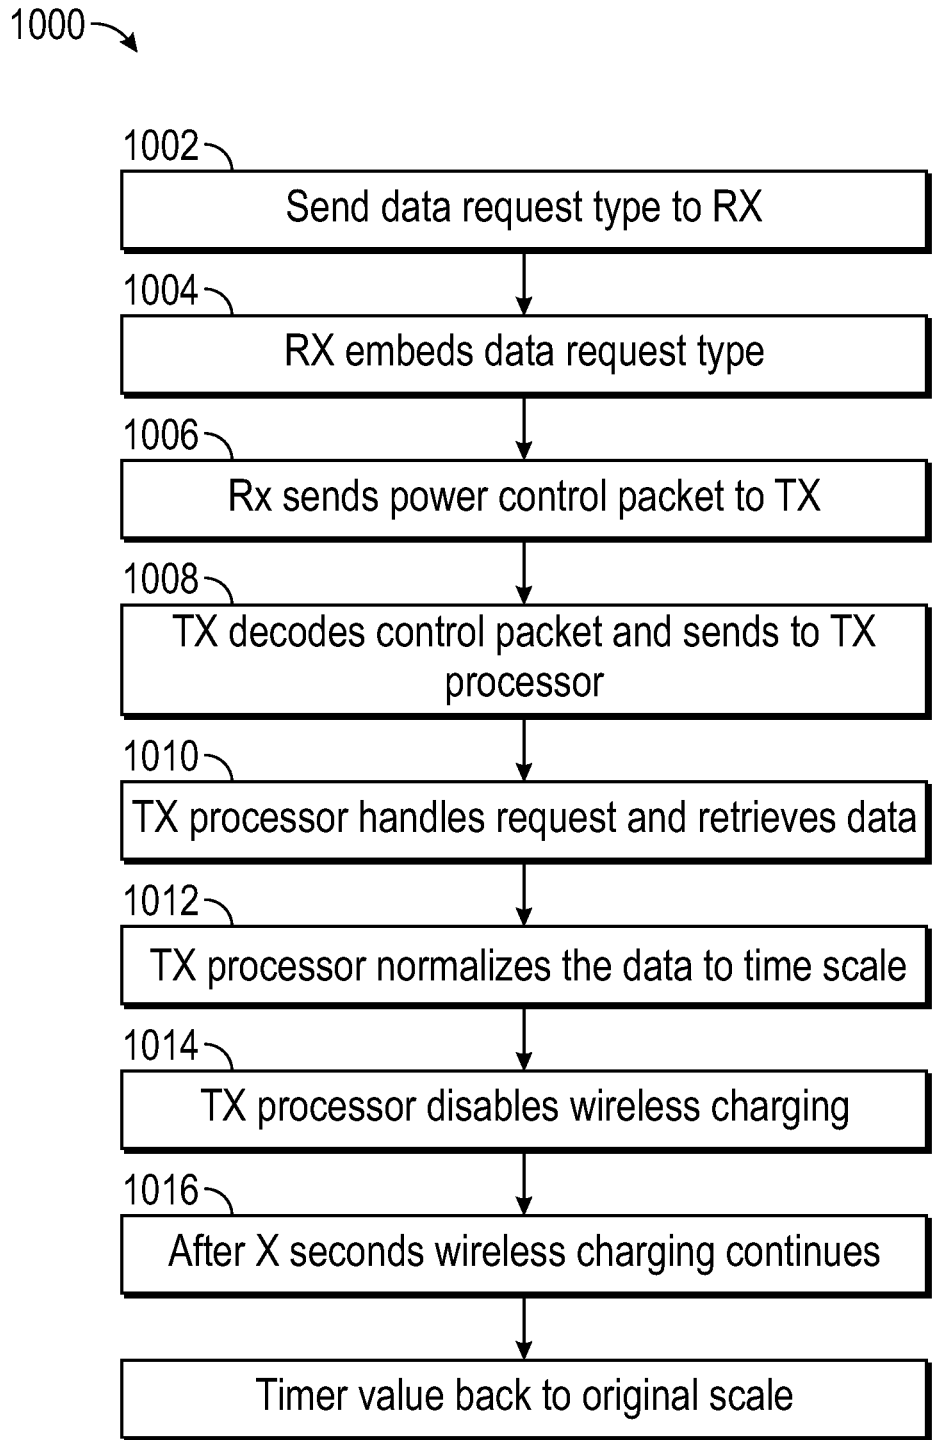 1000
1002
Send data request type to RX
1004
RX embeds data request type
1006
Rx sends power control packet to TX
1008
TX decodes control packet and sends to TX
processor
1010
TX processor handles request and retrieves data
1012
TX processor normalizes the data to time scale
1014
TX processor disables wireless charging
1016
After X seconds wireless charging continues
Timer value back to original scale